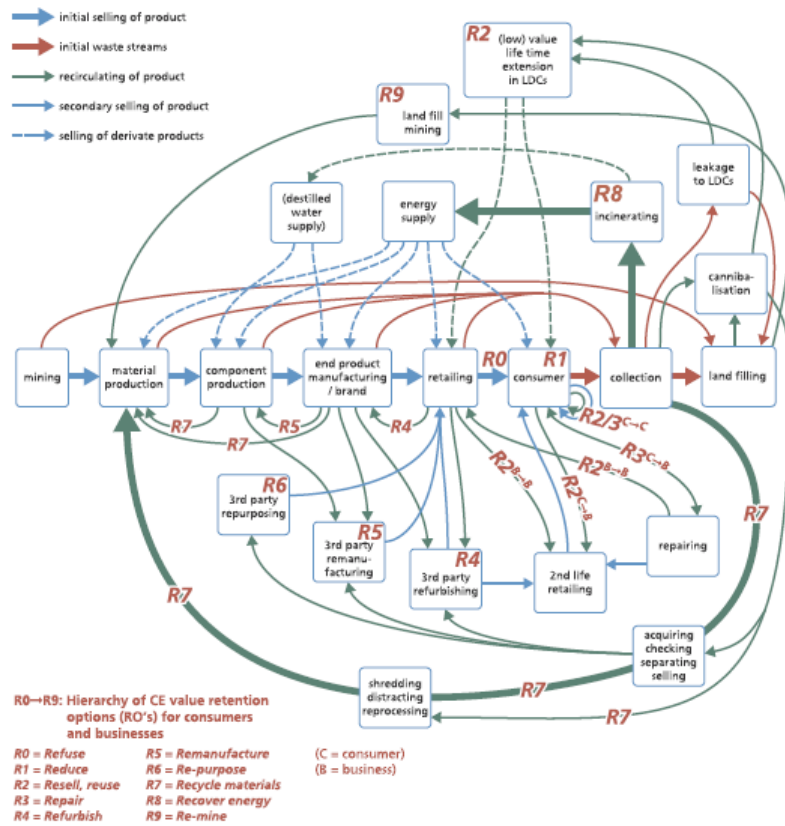 initial selling of product
initial waste streams
recirculating of product
secondary selling of product
selling of derivate products
R2
(low) value
life time
extension
in LDCs
R9
land fill
mining
leakage
to LDCs
(destilled
water
supply)
energy
supply
R8
incinerating
canniba-
lisation
mining
material
production
component
production
end product
manufacturing
/ brand
retailing
R0
R1
consumer
collection
land filling
R7
R5
R7
R4
R2/3 C→C
R3 C→B
R2 B→B
R2 B→B
R2 C→B
R6
3rd party
repurposing
R5
3rd party
remanu-
facturing
R4
3rd party
refurbishing
2nd life
retailing
repairing
R7
R7
acquiring
checking
separating
selling
shredding
distracting
reprocessing
R7
R7
R0→R9: Hierarchy of CE value retention
options (RO's) for consumers
and businesses
R0 = Refuse
R1 = Reduce
R2 = Resell, reuse
R3 = Repair
R4 = Refurbish
R5 = Remanufacture
R6 = Re-purpose
R7 = Recycle materials
R8 = Recover energy
R9 = Re-mine
(C = consumer)
(B = business)